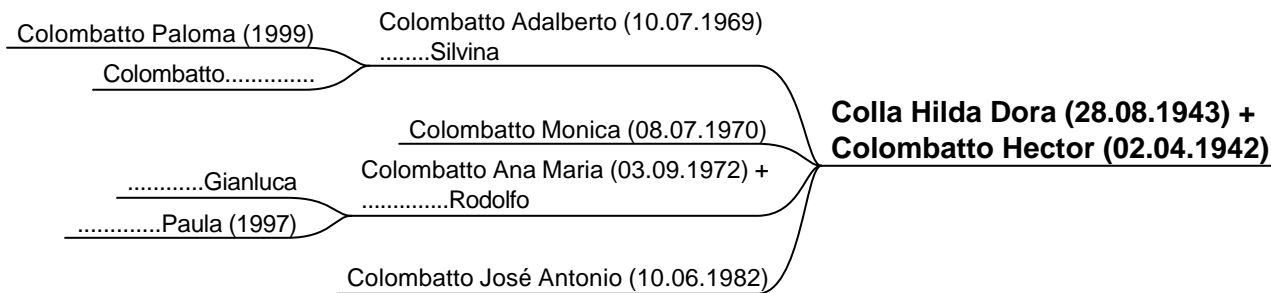 Colombatto Paloma (1999)
Colombatto..............
Colombatto Adalberto (10.07.1969)
........Silvina
Colombatto Monica (08.07.1970)
Colombatto Ana Maria (03.09.1972) +
..............Rodolfo
............Gianluca
.............Paula (1997)
Colombatto José Antonio (10.06.1982)
Colla Hilda Dora (28.08.1943) +
Colombatto Hector (02.04.1942)